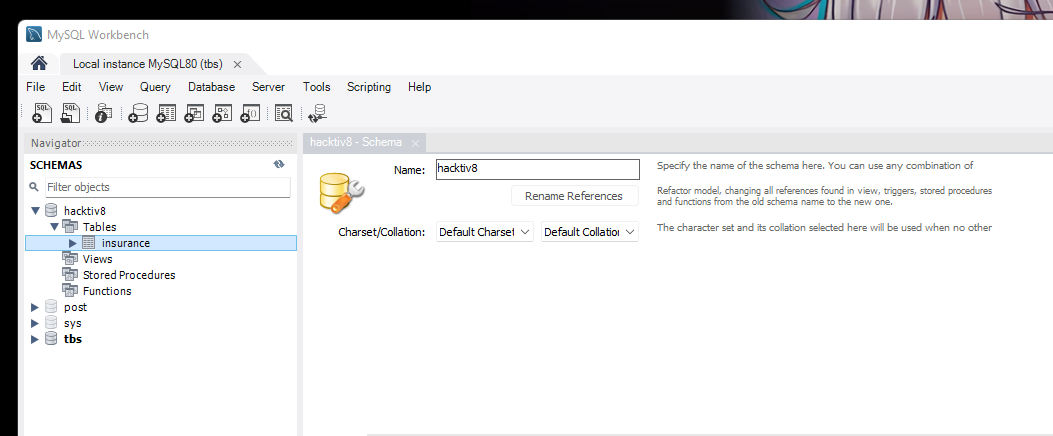 MySQL Workbench
Local instance MySQL80 (tbs)
File Edit View Query Database Server Tools Scripting Help
SQL SQL
Navigator
hacktiv8 - Schema
SCHEMAS
Filter objects
hacktiv8
Tables
insurance
Views
Stored Procedures
Functions
post
sys
tbs
Name: hacktiv8
Specify the name of the schema here. You can use any combination of
Rename References
Refactor model, changing all references found in view, triggers, stored procedures
and functions from the old schema name to the new one.
Charset/Collation: Default Charset Default Collation
The character set and its collation selected here will be used when no other